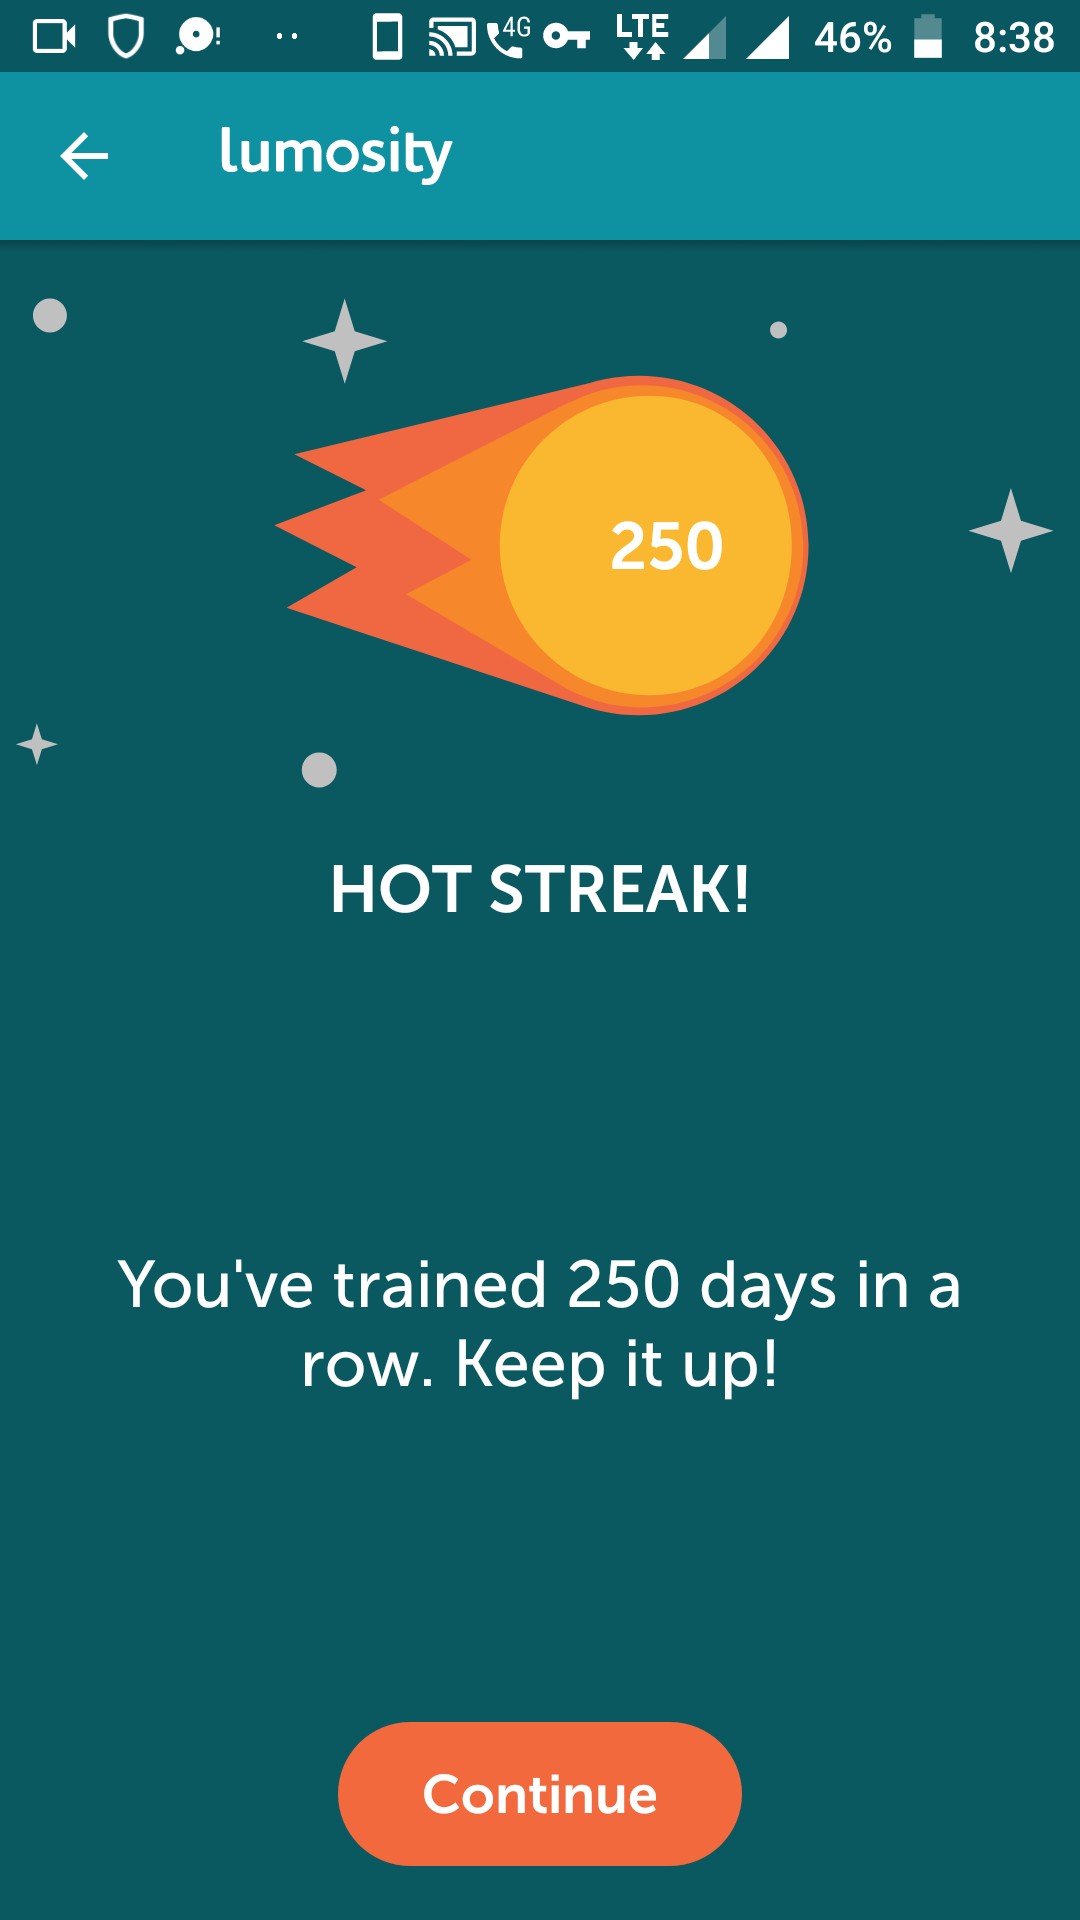 4G LTE 46% 8:38
lumosity
250
HOT STREAK!
You've trained 250 days in a
row. Keep it up!
Continue